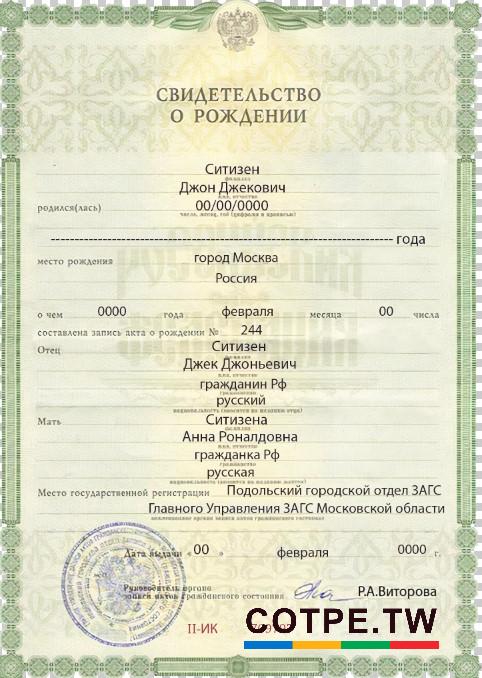 СВИДЕТЕЛЬСТВО
О РОЖДЕНИИ
Ситизен
фамилия
Джон Джекович
имя, отчество
родился(лась) 00/00/0000
число, месяц, год (цифрами и прописью)
года
место рождения город Москва
Россия
о чем 0000 года февраля месяца 00 числа
составлена запись акта о рождении № 244
Отец Ситизен
фамилия
Джек Джоньевич
имя, отчество
гражданин Рф
русский
национальность (вносится по желанию отца)
Мать Ситизена
фамилия
Анна Роналдовна
имя, отчество
гражданка Рф
русская
национальность (вносится по желанию матери)
Место государственной регистрации Подольский городской отдел ЗАГС
Главного Управления ЗАГС Московской области
наименование органа записи актов гражданского состояния
Дата выдачи «00» февраля 0000 г.
Руководитель органа
записи актов гражданского состояния Р.А.Виторова
II-ИК
COTPE.TW